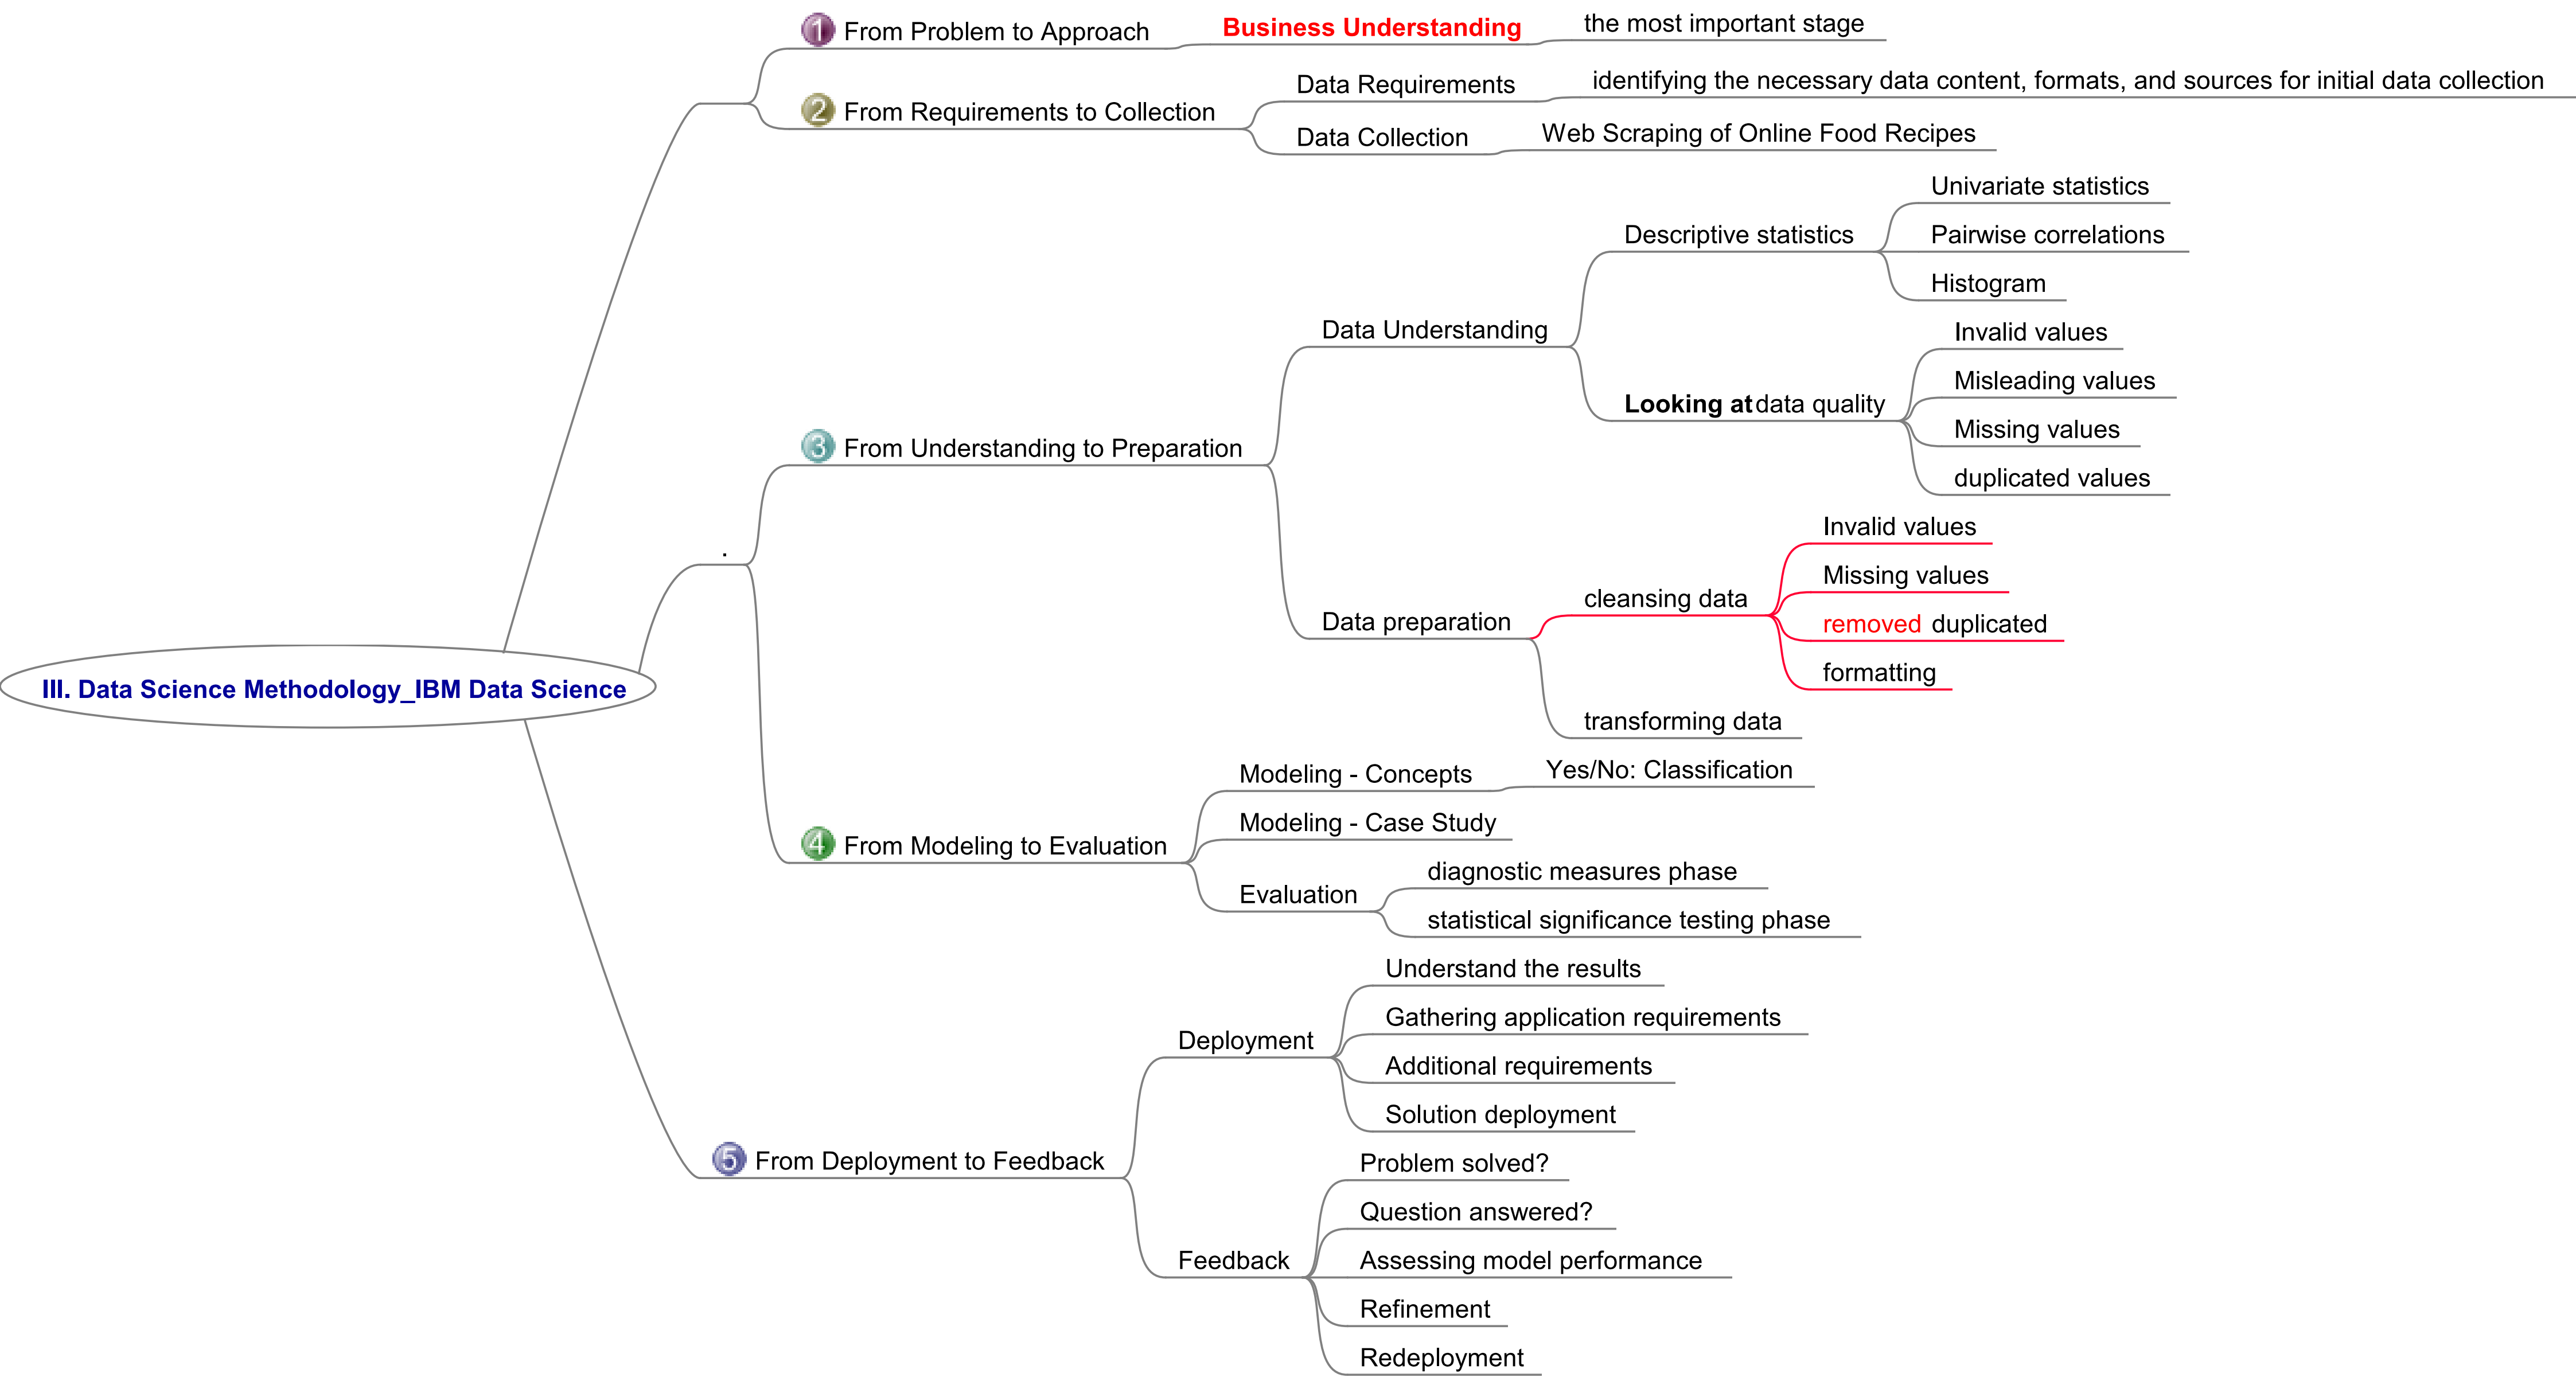 1 From Problem to Approach
Business Understanding
the most important stage
2 From Requirements to Collection
Data Requirements
identifying the necessary data content, formats, and sources for initial data collection
Data Collection
Web Scraping of Online Food Recipes
.
3 From Understanding to Preparation
Data Understanding
Descriptive statistics
Univariate statistics
Pairwise correlations
Histogram
Looking at data quality
Invalid values
Misleading values
Missing values
duplicated values
Data preparation
cleansing data
Invalid values
Missing values
removed duplicated
formatting
transforming data
III. Data Science Methodology_IBM Data Science
4 From Modeling to Evaluation
Modeling - Concepts
Yes/No: Classification
Modeling - Case Study
Evaluation
diagnostic measures phase
statistical significance testing phase
5 From Deployment to Feedback
Deployment
Understand the results
Gathering application requirements
Additional requirements
Solution deployment
Feedback
Problem solved?
Question answered?
Assessing model performance
Refinement
Redeployment